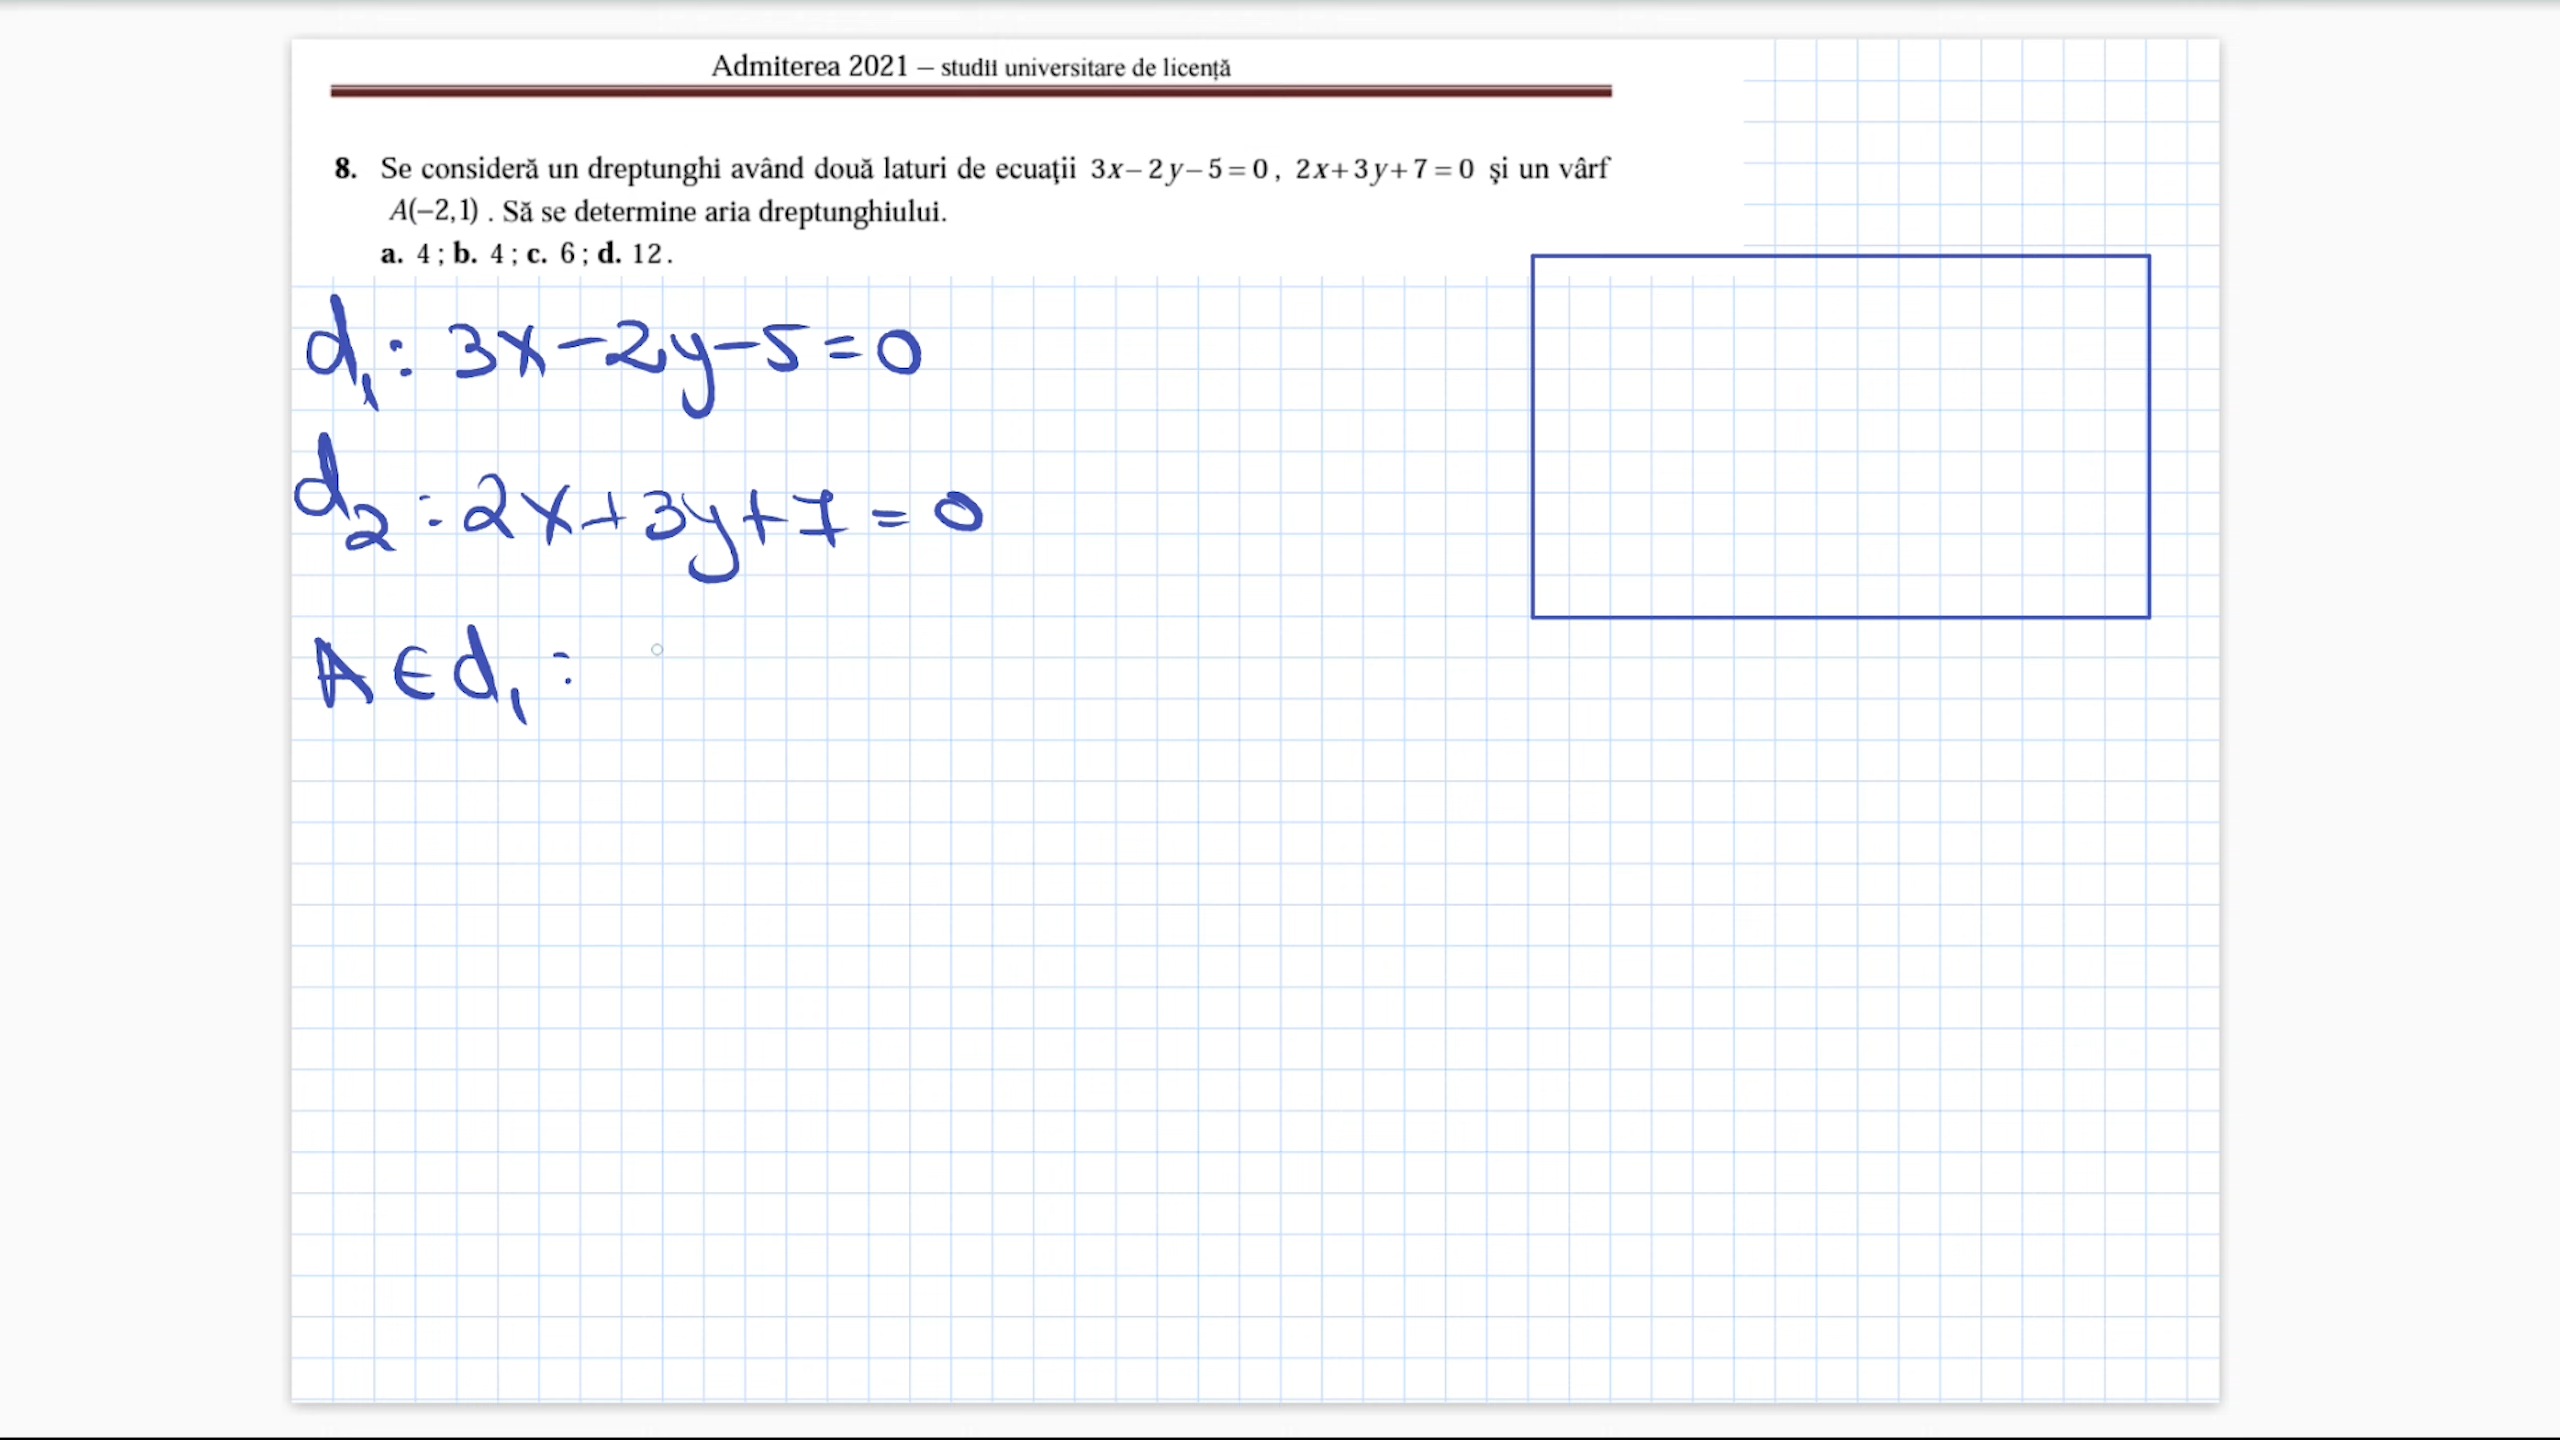 Admiterea 2021 – studii universitare de licență
8. Se consideră un dreptunghi având două laturi de ecuații 3x−2y−5=0, 2x+3y+7=0 și un vârf
A(−2,1). Să se determine aria dreptunghiului.
a. 4; b. 4; c. 6; d. 12.
d₁: 3x−2y−5=0
d₂: 2x+3y+7=0
A∈d₁: